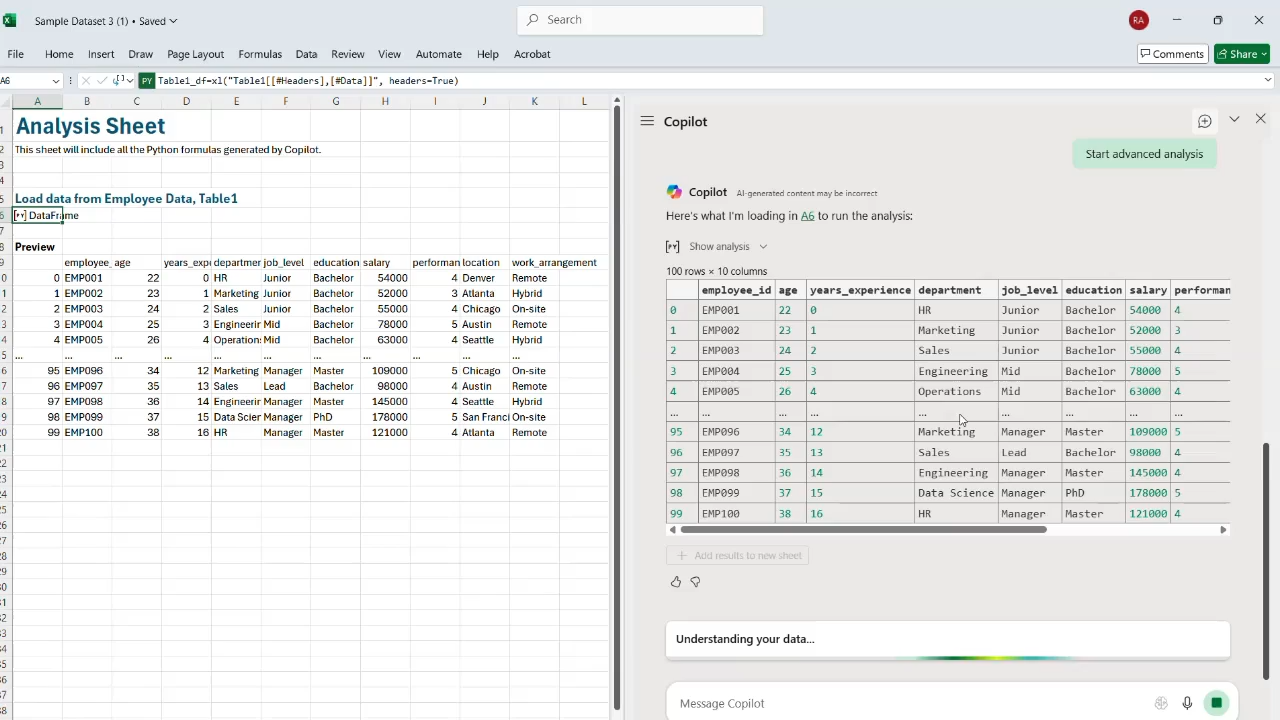 Sample Dataset 3 (1) • Saved
Search
RA
File Home Insert Draw Page Layout Formulas Data Review View Automate Help Acrobat
Comments Share
A6 PY Table1_df=xl("Table1[[#Headers],[#Data]]", headers=True)
A B C D E F G H I J K L
Analysis Sheet
This sheet will include all the Python formulas generated by Copilot.
Load data from Employee Data, Table1
[PY] DataFrame
Preview
employee_ age years_expe departmen job_level education salary performan location work_arrangement
0 EMP001 22 0 HR Junior Bachelor 54000 4 Denver Remote
1 EMP002 23 1 Marketing Junior Bachelor 52000 3 Atlanta Hybrid
2 EMP003 24 2 Sales Junior Bachelor 55000 4 Chicago On-site
3 EMP004 25 3 Engineerin Mid Bachelor 78000 5 Austin Remote
4 EMP005 26 4 Operations Mid Bachelor 63000 4 Seattle Hybrid
... ... ... ... ... ... ... ... ... ... ...
95 EMP096 34 12 Marketing Manager Master 109000 5 Chicago On-site
96 EMP097 35 13 Sales Lead Bachelor 98000 4 Austin Remote
97 EMP098 36 14 Engineerin Manager Master 145000 4 Seattle Hybrid
98 EMP099 37 15 Data Scien Manager PhD 178000 5 San Franci On-site
99 EMP100 38 16 HR Manager Master 121000 4 Atlanta Remote
Copilot
Start advanced analysis
Copilot AI-generated content may be incorrect
Here's what I'm loading in A6 to run the analysis:
[PY] Show analysis
100 rows × 10 columns
employee_id age years_experience department job_level education salary performan
0 EMP001 22 0 HR Junior Bachelor 54000 4
1 EMP002 23 1 Marketing Junior Bachelor 52000 3
2 EMP003 24 2 Sales Junior Bachelor 55000 4
3 EMP004 25 3 Engineering Mid Bachelor 78000 5
4 EMP005 26 4 Operations Mid Bachelor 63000 4
... ... ... ... ... ... ... ... ...
95 EMP096 34 12 Marketing Manager Master 109000 5
96 EMP097 35 13 Sales Lead Bachelor 98000 4
97 EMP098 36 14 Engineering Manager Master 145000 4
98 EMP099 37 15 Data Science Manager PhD 178000 5
99 EMP100 38 16 HR Manager Master 121000 4
+ Add results to new sheet
Understanding your data...
Message Copilot